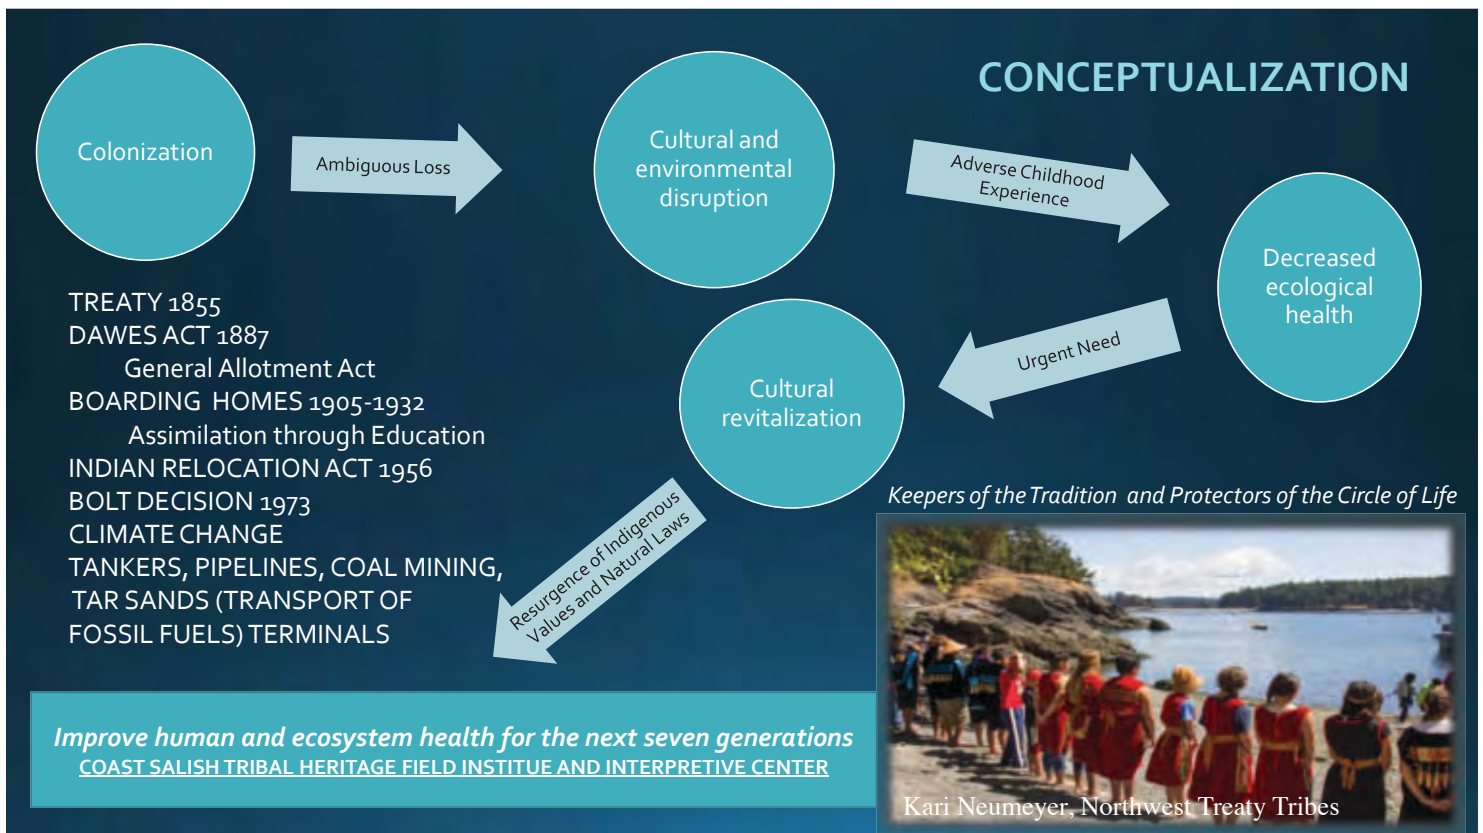 CONCEPTUALIZATION
Colonization
Ambiguous Loss
Cultural and
environmental
disruption
Adverse Childhood
Experience
Decreased
ecological
health
Urgent Need
Cultural
revitalization
Resurgence of Indigenous
Values and Natural Laws
TREATY 1855
DAWES ACT 1887
General Allotment Act
BOARDING HOMES 1905-1932
Assimilation through Education
INDIAN RELOCATION ACT 1956
BOLT DECISION 1973
CLIMATE CHANGE
TANKERS, PIPELINES, COAL MINING,
TAR SANDS (TRANSPORT OF
FOSSIL FUELS) TERMINALS
Improve human and ecosystem health for the next seven generations
COAST SALISH TRIBAL HERITAGE FIELD INSTITUE AND INTERPRETIVE CENTER
Keepers of the Tradition and Protectors of the Circle of Life
Kari Neumeyer, Northwest Treaty Tribes